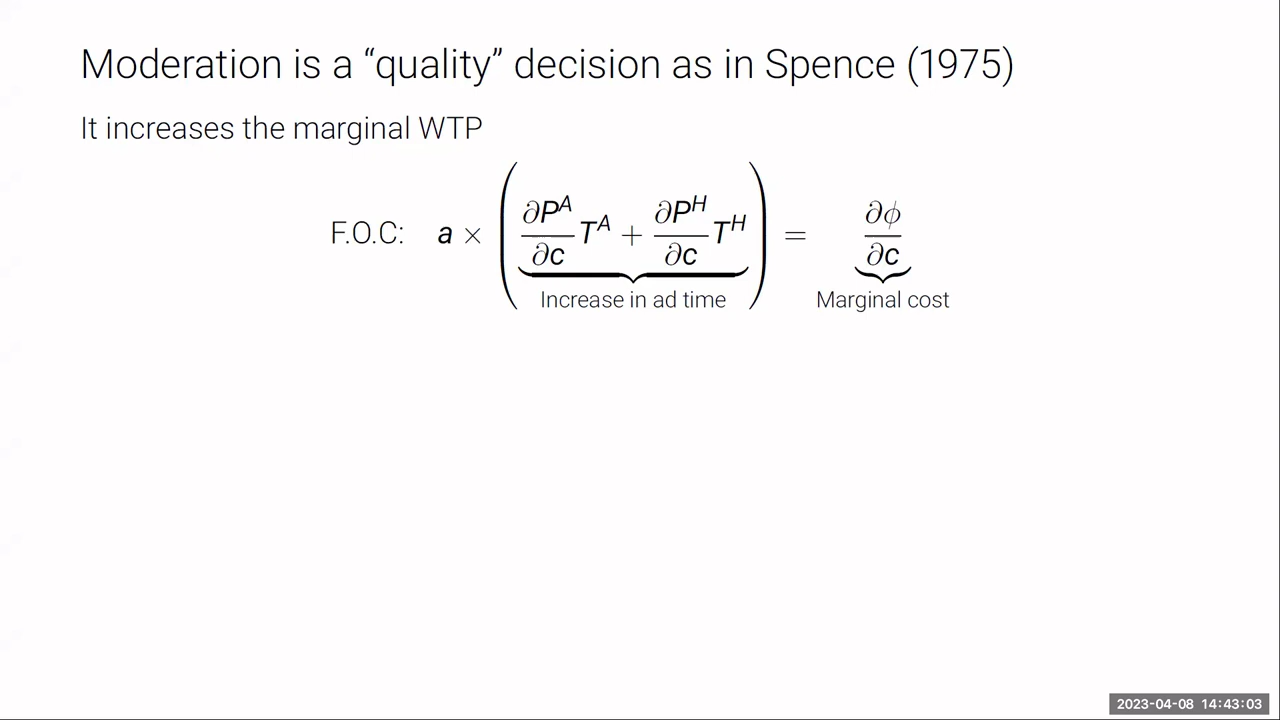 Moderation is a “quality” decision as in Spence (1975)
It increases the marginal WTP
F.O.C: a × ( ∂P^A/∂c T^A + ∂P^H/∂c T^H ) = ∂ϕ/∂c
Increase in ad time Marginal cost
2023-04-08 14:43:03